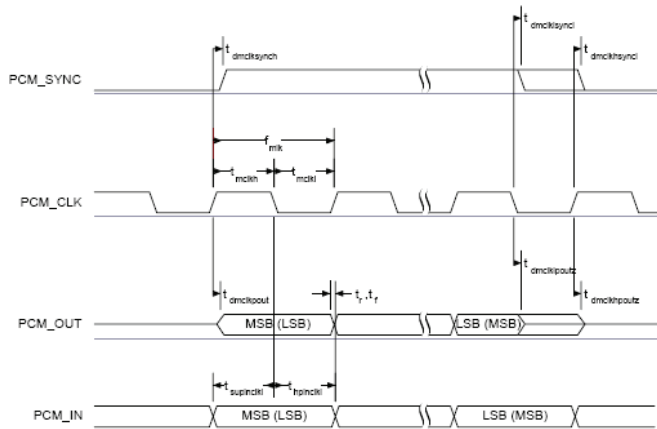 t dmclklsyncl
t dmclksynch
t dmclkhsyncl
PCM_SYNC
f mlk
t mclkh
t mclkl
PCM_CLK
t dmclklpoutz
t dmclkpout
t r , t f
t dmclkhpoutz
PCM_OUT
MSB (LSB)
LSB (MSB)
t supinclkl
t hpinclkl
PCM_IN
MSB (LSB)
LSB (MSB)